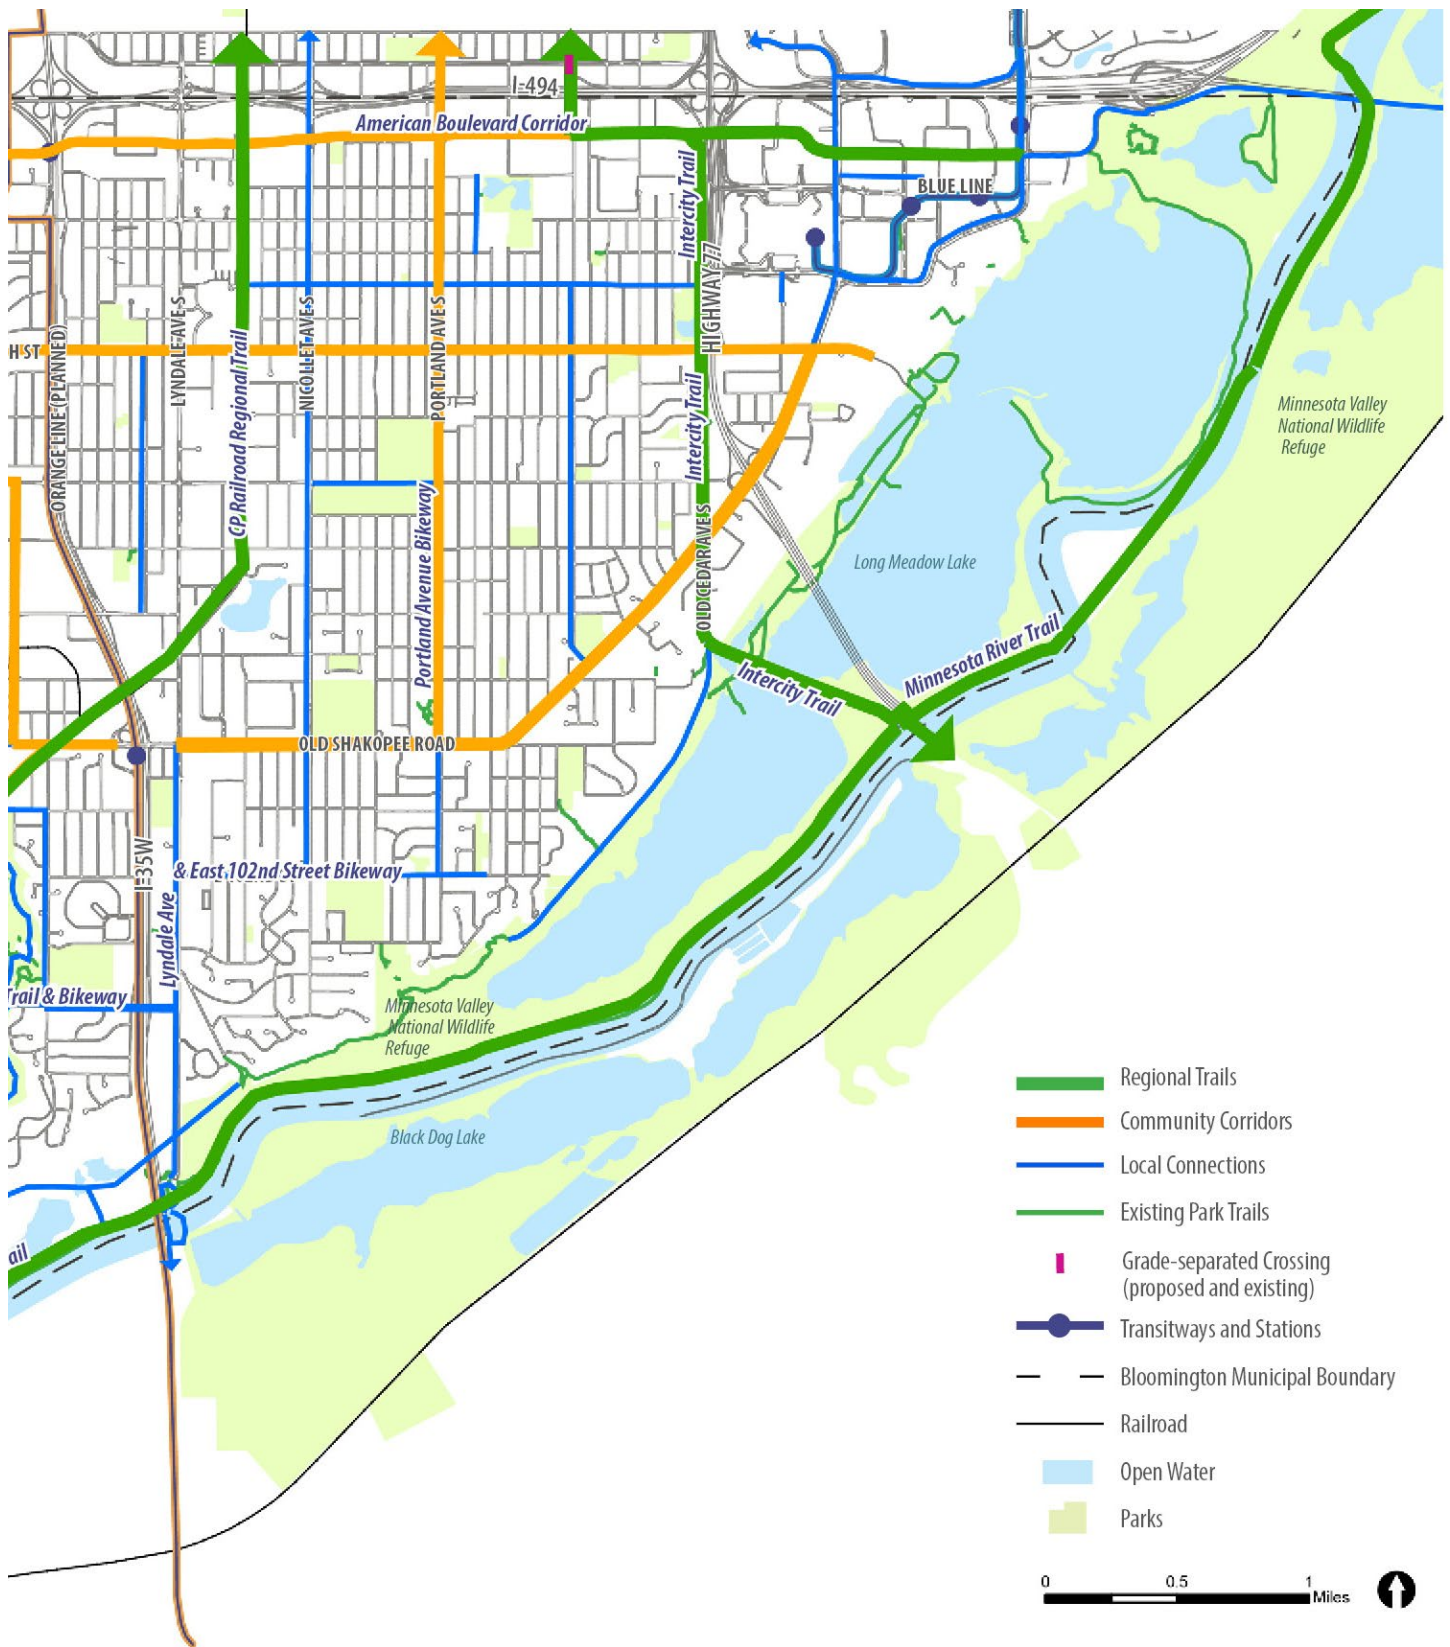 I-494
American Boulevard Corridor
Intercity Trail
BLUE LINE
HIGHWAY 77
H ST
ORANGE LINE (PLANNED)
LYNDALE AVE S
CP Railroad Regional Trail
NICOLLET AVE S
PORTLAND AVE S
Intercity Trail
Minnesota Valley
National Wildlife
Refuge
Portland Avenue Bikeway
OLD CEDAR AVE S
Long Meadow Lake
Minnesota River Trail
Intercity Trail
OLD SHAKOPEE ROAD
I-35W
& East 102nd Street Bikeway
Lyndale Ave
Trail & Bikeway
Minnesota Valley
National Wildlife
Refuge
Black Dog Lake
ail
Regional Trails
Community Corridors
Local Connections
Existing Park Trails
Grade-separated Crossing
(proposed and existing)
Transitways and Stations
Bloomington Municipal Boundary
Railroad
Open Water
Parks
0 0.5 1
Miles